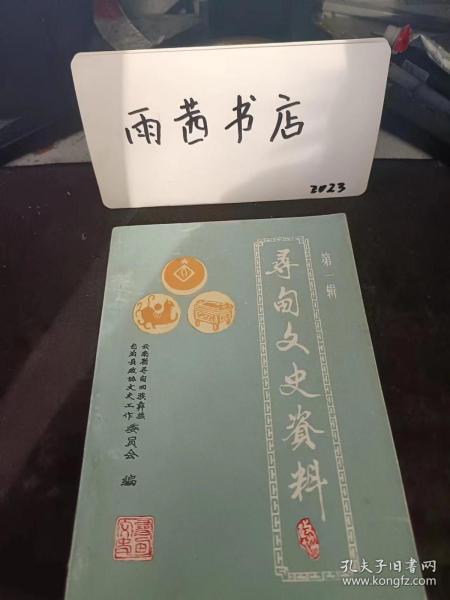 雨茜书店
2023
第一辑
寻甸文史資料
云南省寻甸回族彝族
自治县政协文史工作委员会 编
孔夫子旧书网
www.kongfz.com